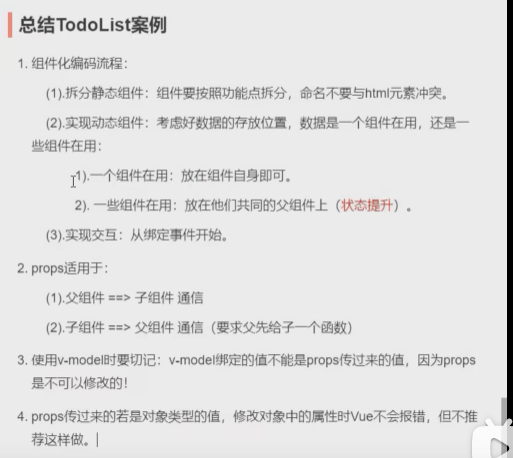 总结TodoList案例
1. 组件化编码流程：
(1).拆分静态组件：组件要按照功能点拆分，命名不要与html元素冲突。
(2).实现动态组件：考虑好数据的存放位置，数据是一个组件在用，还是一
些组件在用：
1).一个组件在用：放在组件自身即可。
2). 一些组件在用：放在他们共同的父组件上（状态提升）。
(3).实现交互：从绑定事件开始。
2. props适用于：
(1).父组件 ==> 子组件 通信
(2).子组件 ==> 父组件 通信（要求父先给子一个函数）
3. 使用v-model时要切记：v-model绑定的值不能是props传过来的值，因为props
是不可以修改的！
4. props传过来的若是对象类型的值，修改对象中的属性时Vue不会报错，但不推
荐这样做。